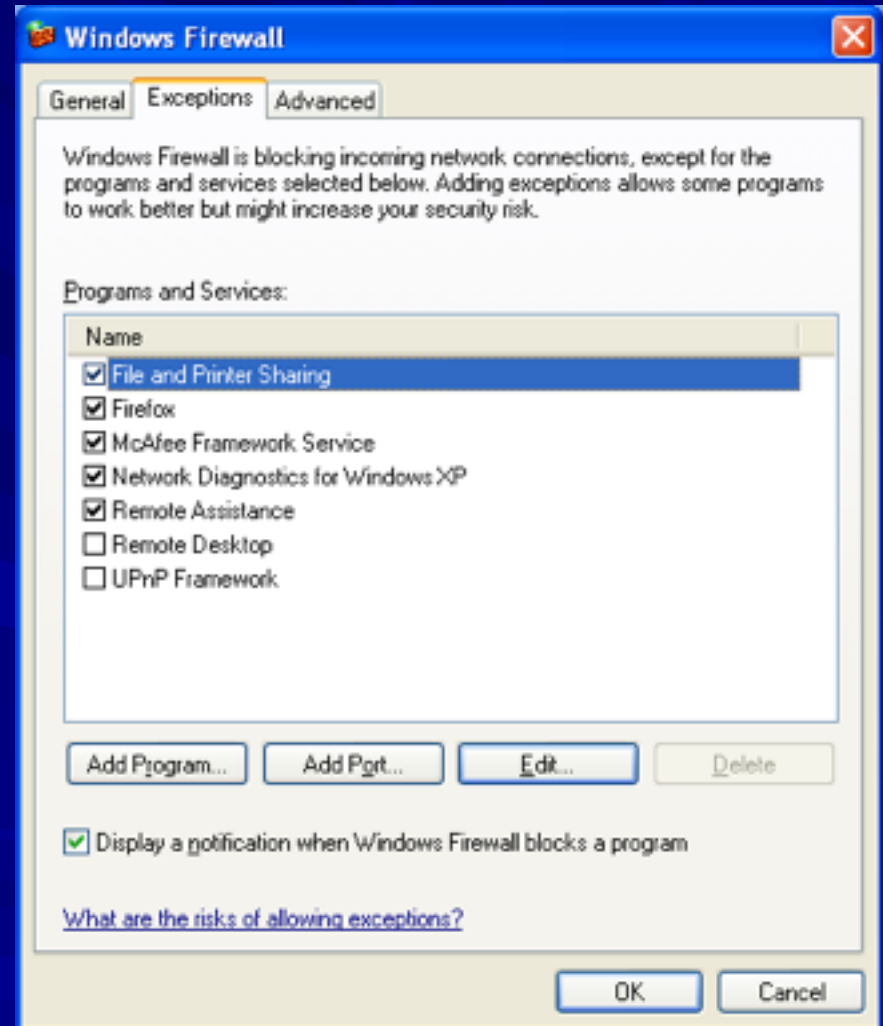 Windows Firewall
General Exceptions Advanced
Windows Firewall is blocking incoming network connections, except for the
programs and services selected below. Adding exceptions allows some programs
to work better but might increase your security risk.
Programs and Services:
Name
File and Printer Sharing
Firefox
McAfee Framework Service
Network Diagnostics for Windows XP
Remote Assistance
Remote Desktop
UPnP Framework
Add Program... Add Port... Edit... Delete
Display a notification when Windows Firewall blocks a program
What are the risks of allowing exceptions?
OK Cancel